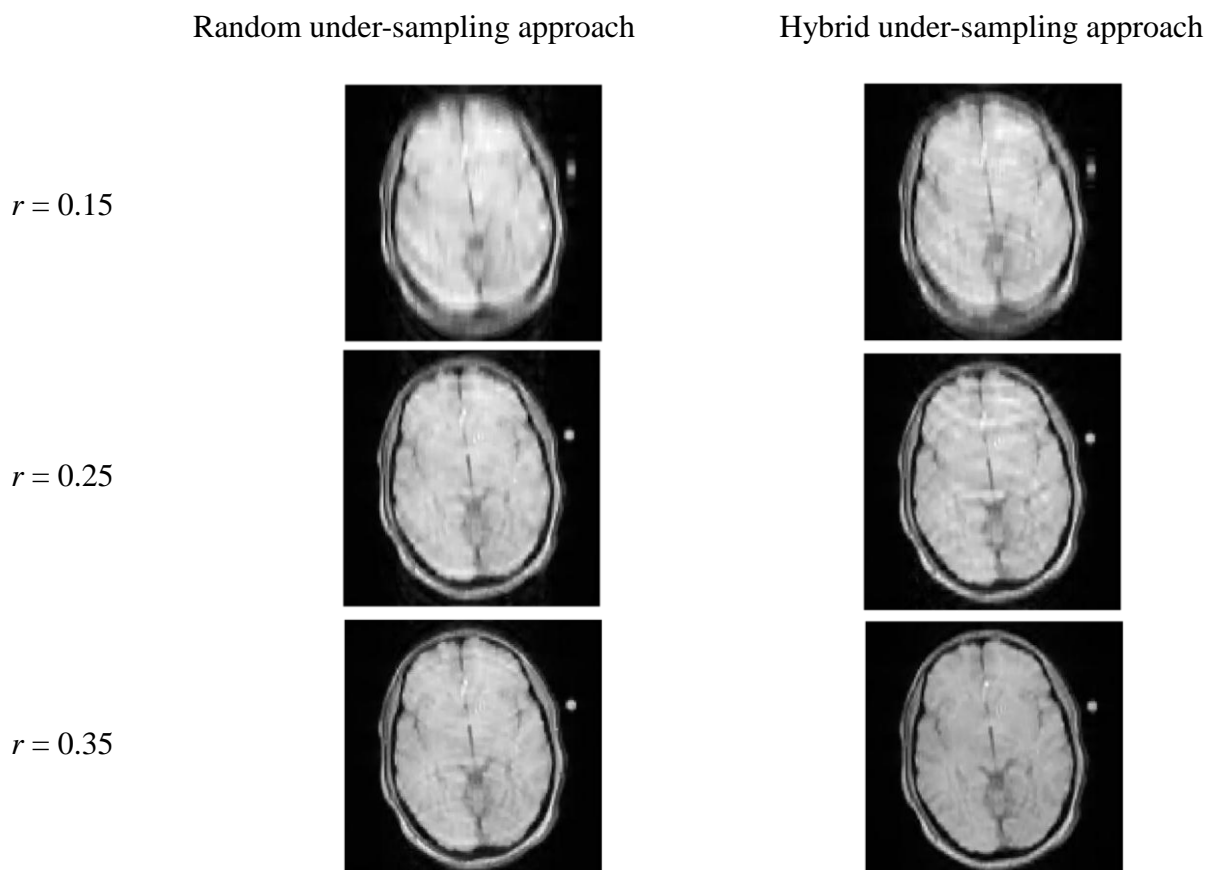 Random under-sampling approach
Hybrid under-sampling approach
r = 0.15
r = 0.25
r = 0.35